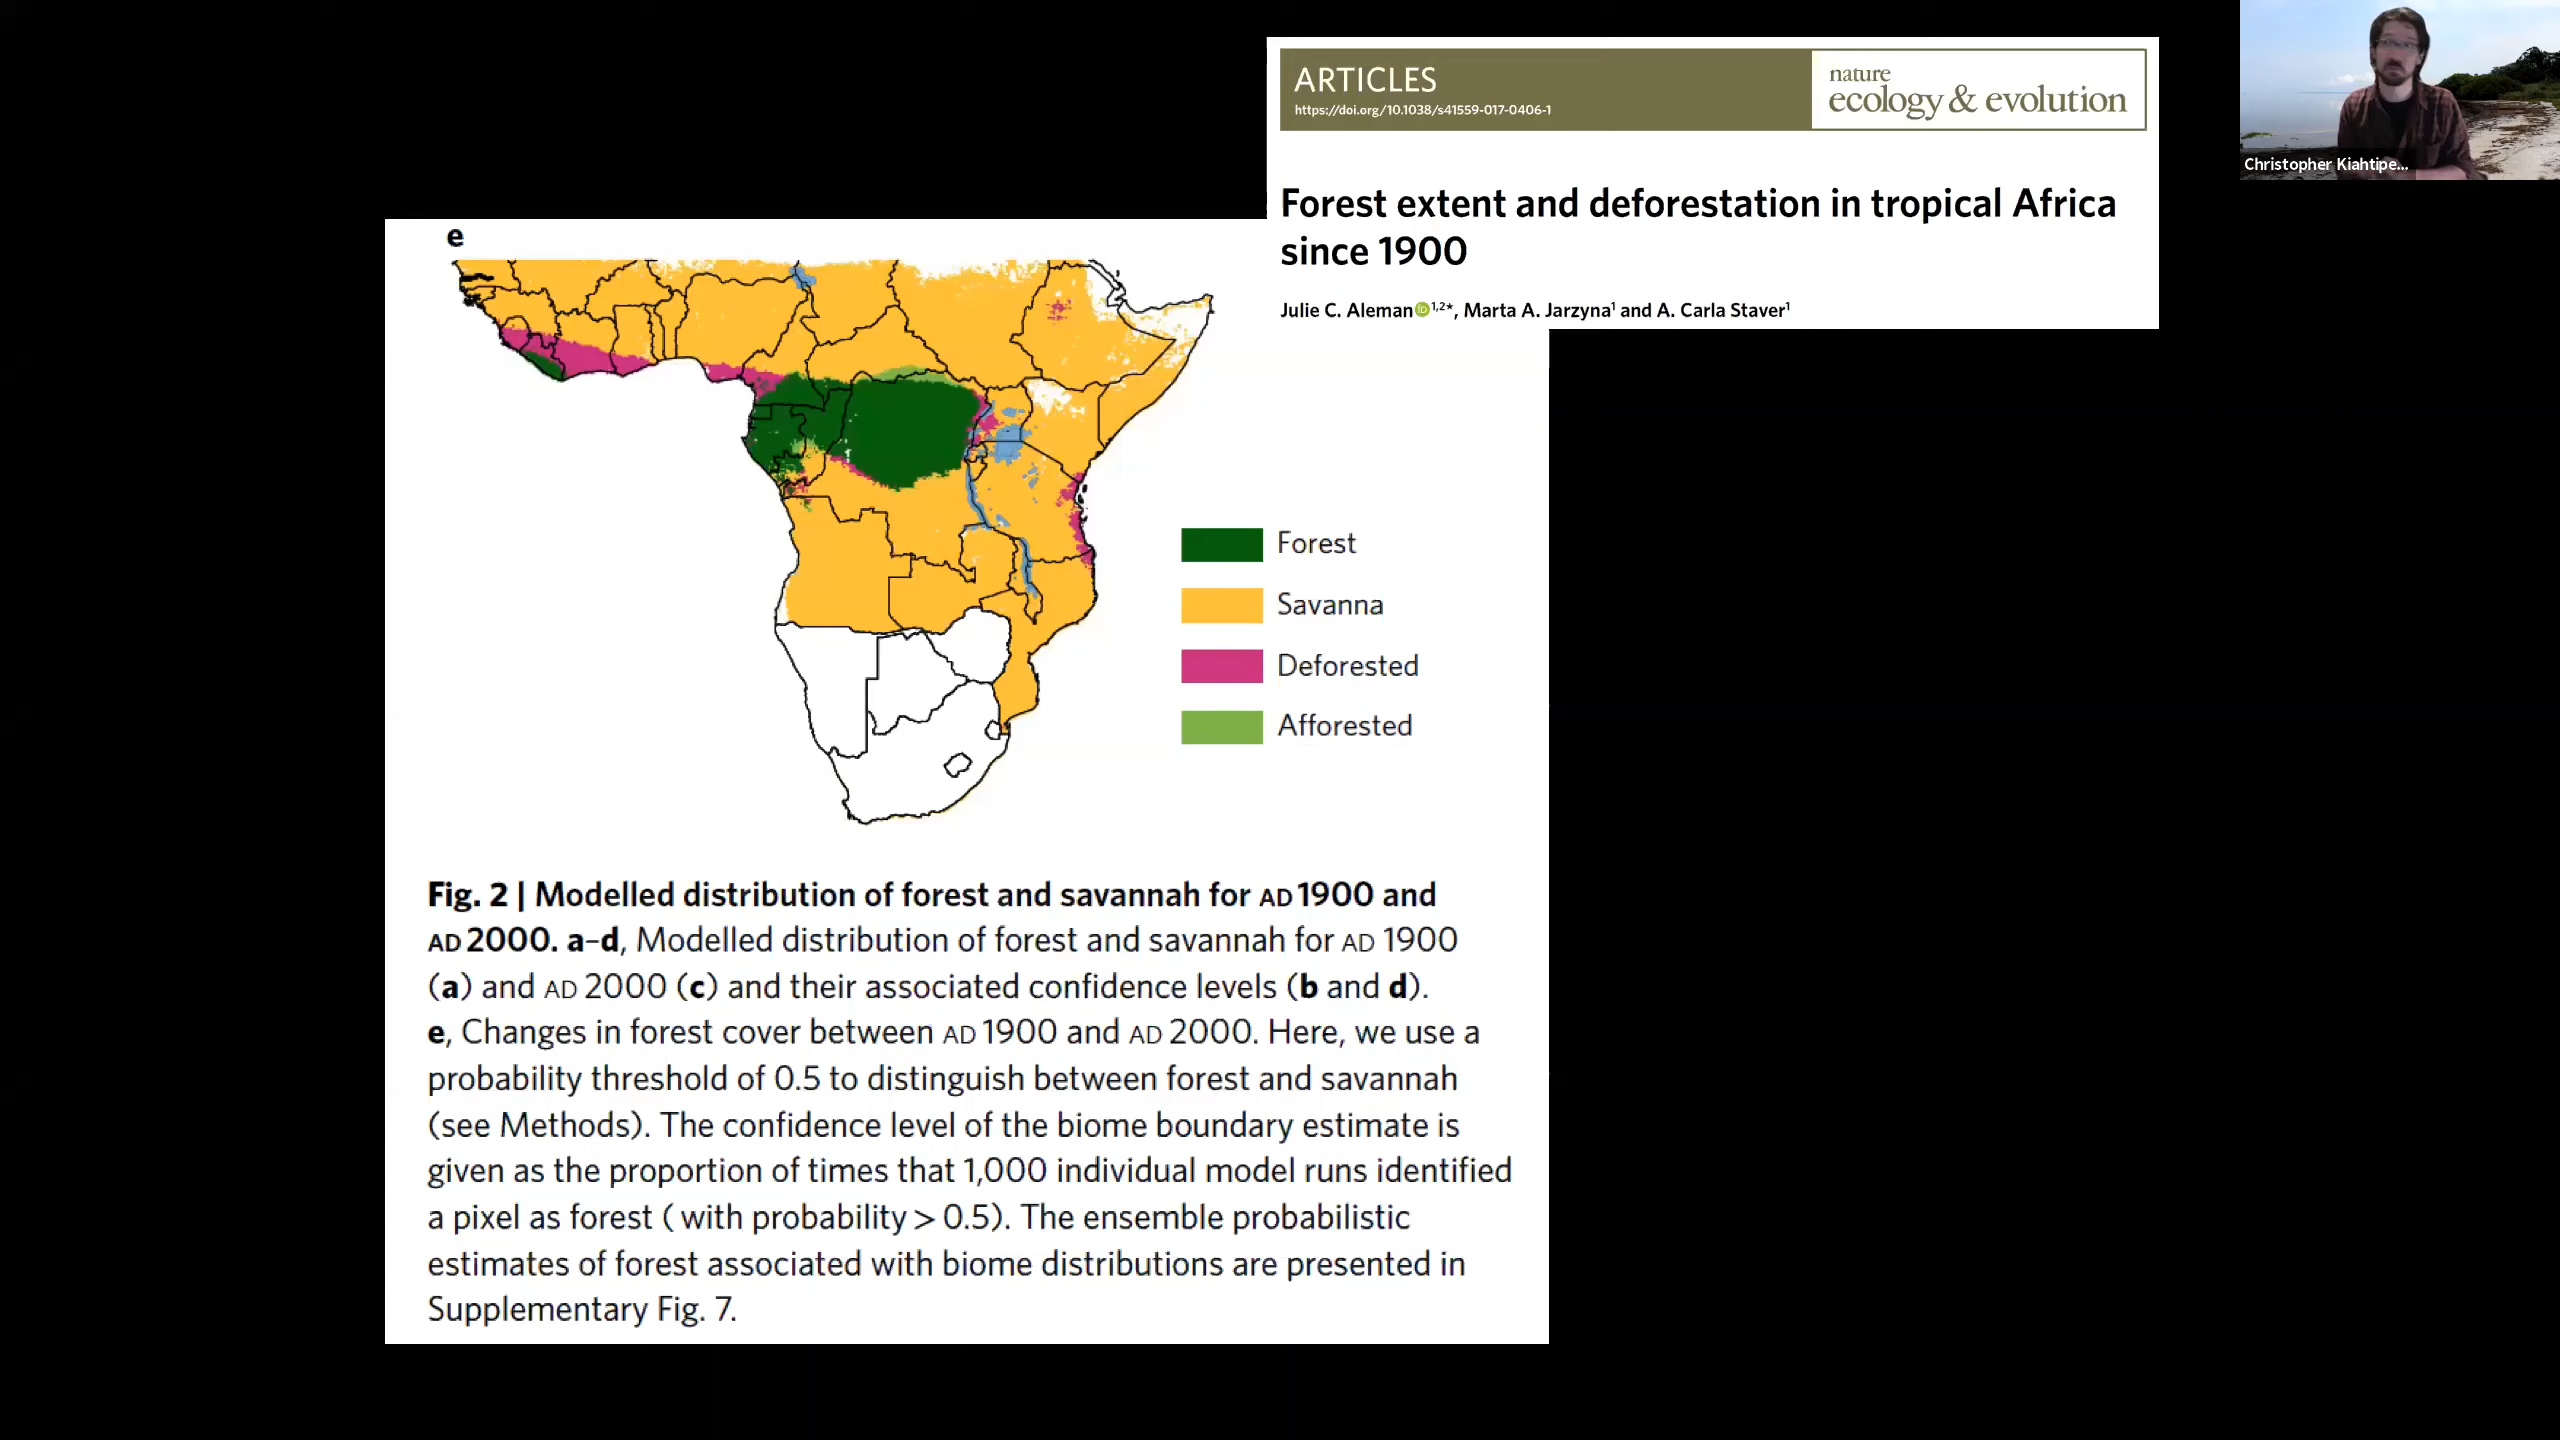 ARTICLES
https://doi.org/10.1038/s41559-017-0406-1
nature
ecology & evolution
Forest extent and deforestation in tropical Africa
since 1900
Julie C. Aleman iD 1,2*, Marta A. Jarzyna1 and A. Carla Staver1
Christopher Kiahtipe...
e
Forest
Savanna
Deforested
Afforested
Fig. 2 | Modelled distribution of forest and savannah for AD 1900 and
AD 2000. a–d, Modelled distribution of forest and savannah for AD 1900
(a) and AD 2000 (c) and their associated confidence levels (b and d).
e, Changes in forest cover between AD 1900 and AD 2000. Here, we use a
probability threshold of 0.5 to distinguish between forest and savannah
(see Methods). The confidence level of the biome boundary estimate is
given as the proportion of times that 1,000 individual model runs identified
a pixel as forest ( with probability > 0.5). The ensemble probabilistic
estimates of forest associated with biome distributions are presented in
Supplementary Fig. 7.